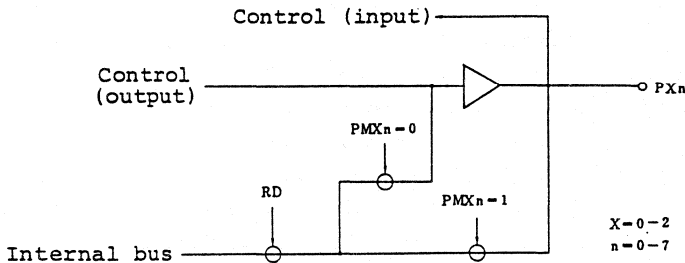 Control (input)
Control
(output)
PXn
PMXn=0
RD
PMXn=1
X=0-2
n=0-7
Internal bus